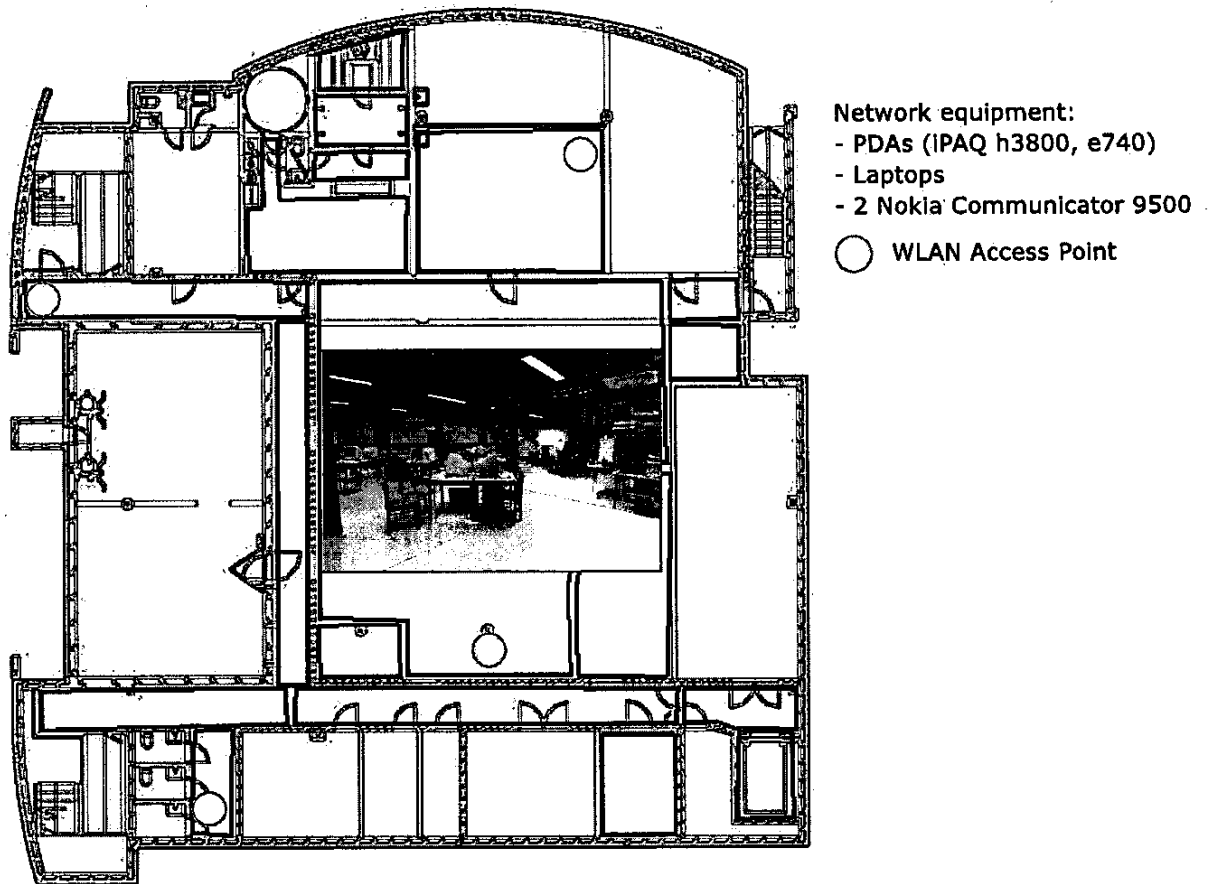 Network equipment:
- PDAs (iPAQ h3800, e740)
- Laptops
- 2 Nokia Communicator 9500
WLAN Access Point